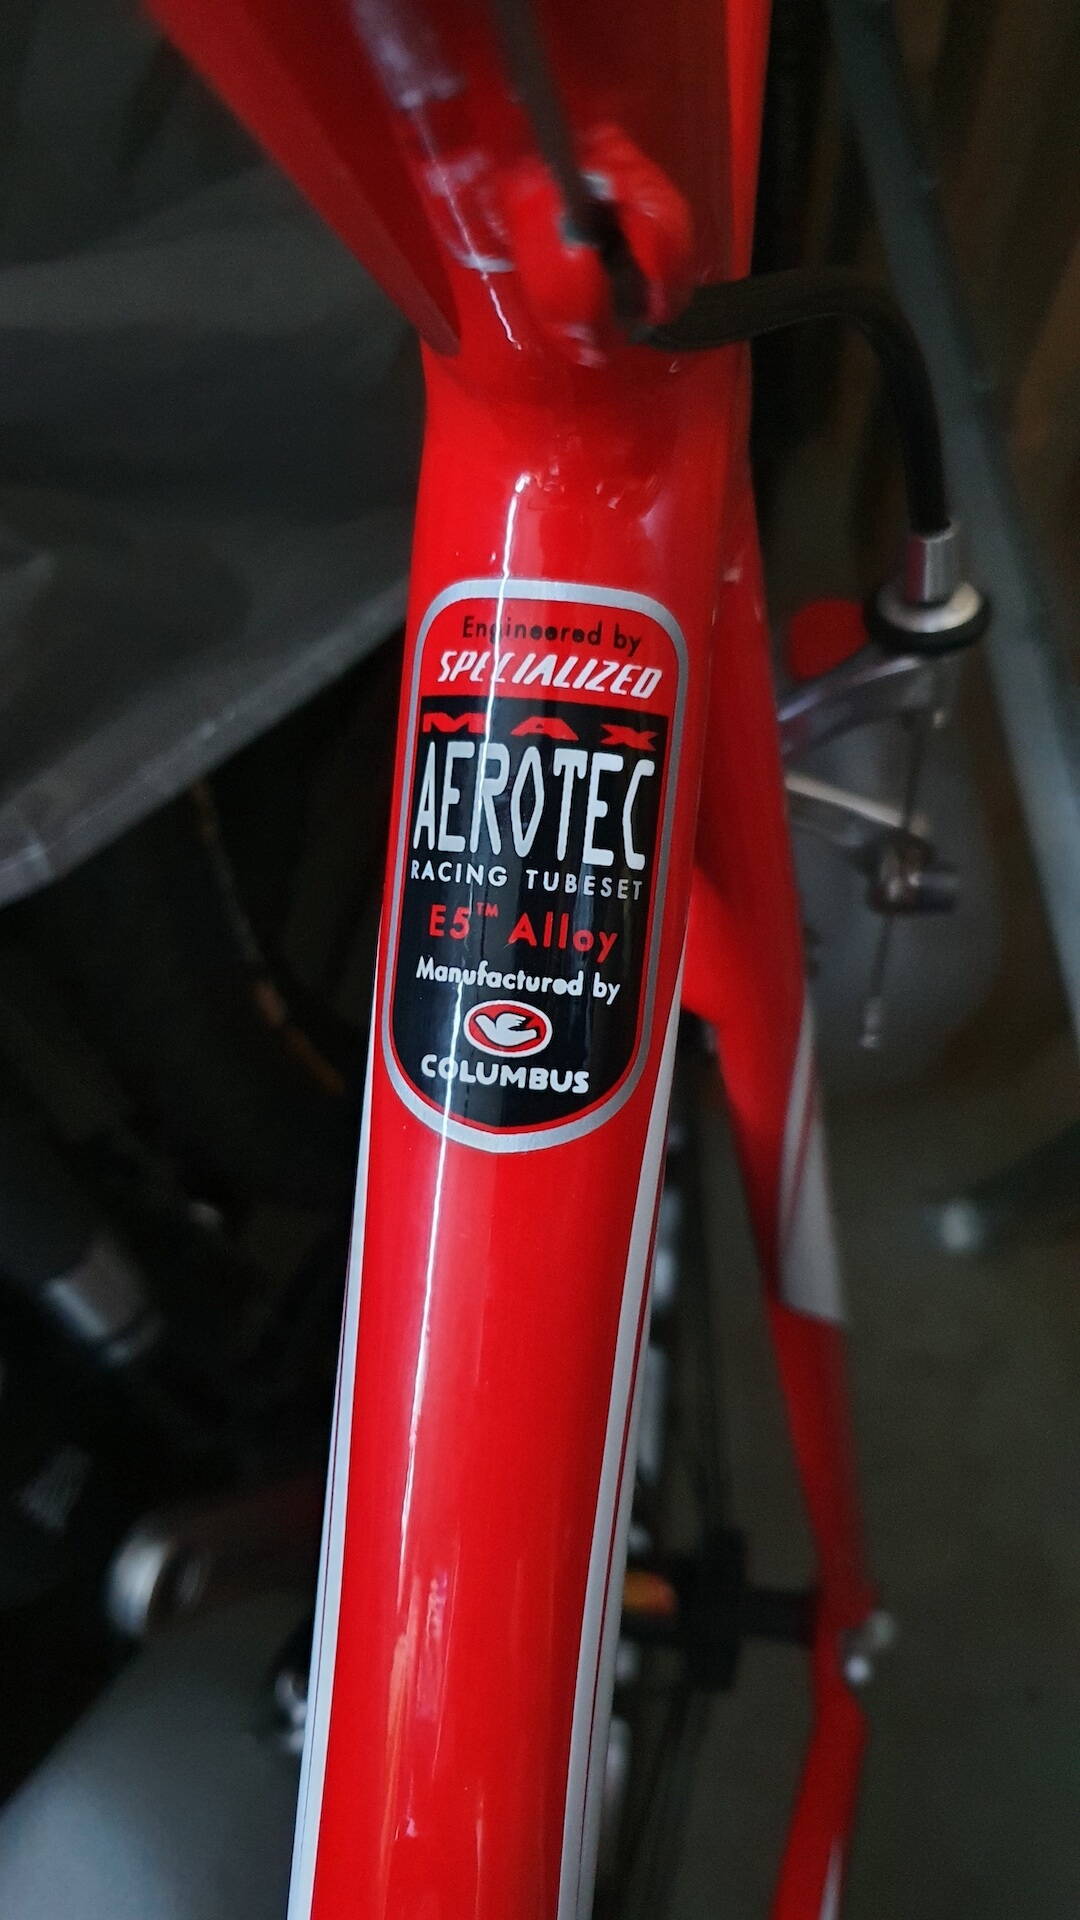 Engineered by
SPECIALIZED
MAX
AEROTEC
RACING TUBESET
E5™ Alloy
Manufactured by
COLUMBUS